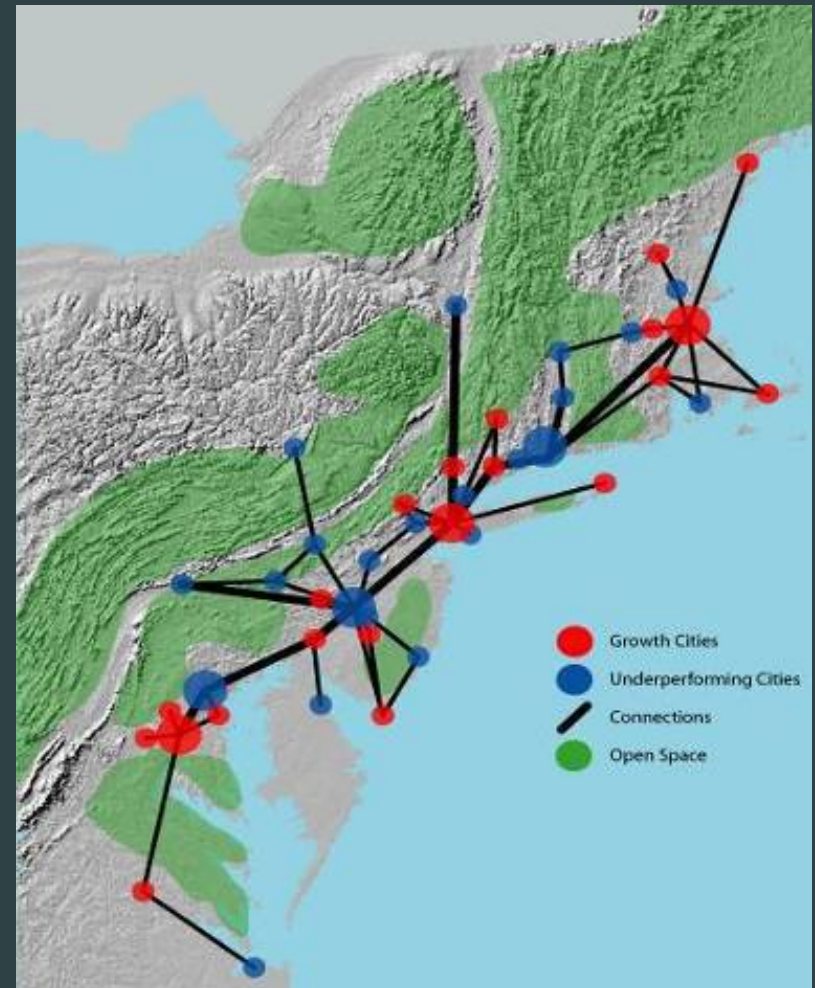 Growth Cities
Underperforming Cities
Connections
Open Space